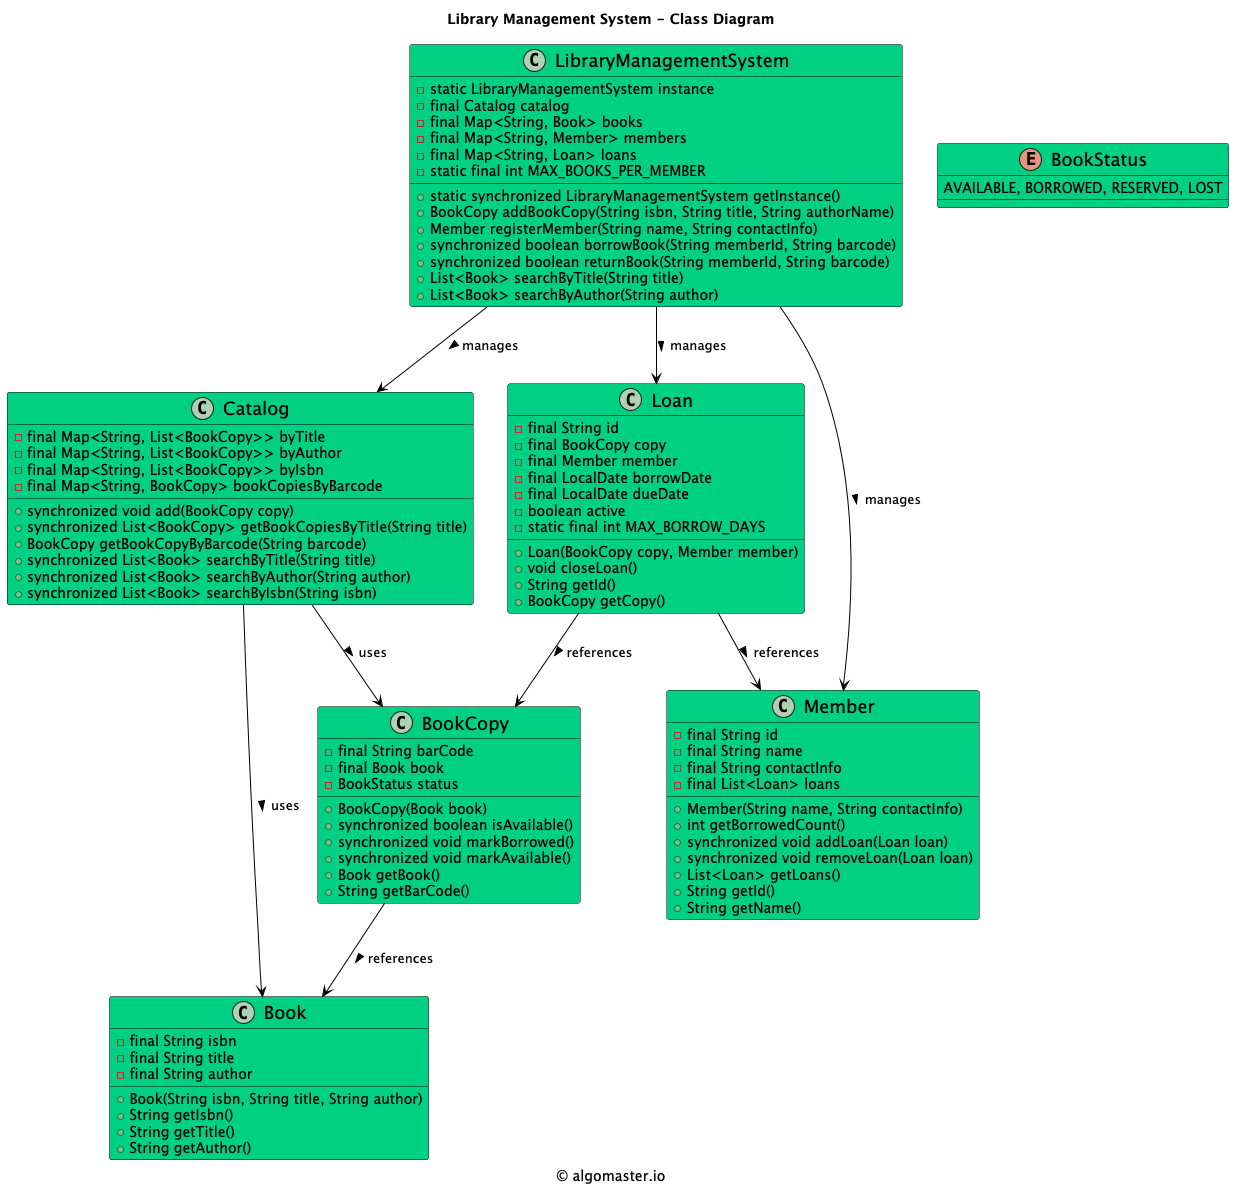 Library Management System – Class Diagram
C LibraryManagementSystem
static LibraryManagementSystem instance
final Catalog catalog
final Map<String, Book> books
final Map<String, Member> members
final Map<String, Loan> loans
static final int MAX_BOOKS_PER_MEMBER
static synchronized LibraryManagementSystem getInstance()
BookCopy addBookCopy(String isbn, String title, String authorName)
Member registerMember(String name, String contactInfo)
synchronized boolean borrowBook(String memberId, String barcode)
synchronized boolean returnBook(String memberId, String barcode)
List<Book> searchByTitle(String title)
List<Book> searchByAuthor(String author)
E BookStatus
AVAILABLE, BORROWED, RESERVED, LOST
manages
manages
manages
C Catalog
final Map<String, List<BookCopy>> byTitle
final Map<String, List<BookCopy>> byAuthor
final Map<String, List<BookCopy>> byIsbn
final Map<String, BookCopy> bookCopiesByBarcode
synchronized void add(BookCopy copy)
synchronized List<BookCopy> getBookCopiesByTitle(String title)
BookCopy getBookCopyByBarcode(String barcode)
synchronized List<Book> searchByTitle(String title)
synchronized List<Book> searchByAuthor(String author)
synchronized List<Book> searchByIsbn(String isbn)
C Loan
final String id
final BookCopy copy
final Member member
final LocalDate borrowDate
final LocalDate dueDate
boolean active
static final int MAX_BORROW_DAYS
Loan(BookCopy copy, Member member)
void closeLoan()
String getId()
BookCopy getCopy()
uses
references
references
C BookCopy
final String barCode
final Book book
BookStatus status
BookCopy(Book book)
synchronized boolean isAvailable()
synchronized void markBorrowed()
synchronized void markAvailable()
Book getBook()
String getBarCode()
C Member
final String id
final String name
final String contactInfo
final List<Loan> loans
Member(String name, String contactInfo)
int getBorrowedCount()
synchronized void addLoan(Loan loan)
synchronized void removeLoan(Loan loan)
List<Loan> getLoans()
String getId()
String getName()
uses
references
C Book
final String isbn
final String title
final String author
Book(String isbn, String title, String author)
String getIsbn()
String getTitle()
String getAuthor()
© algomaster.io